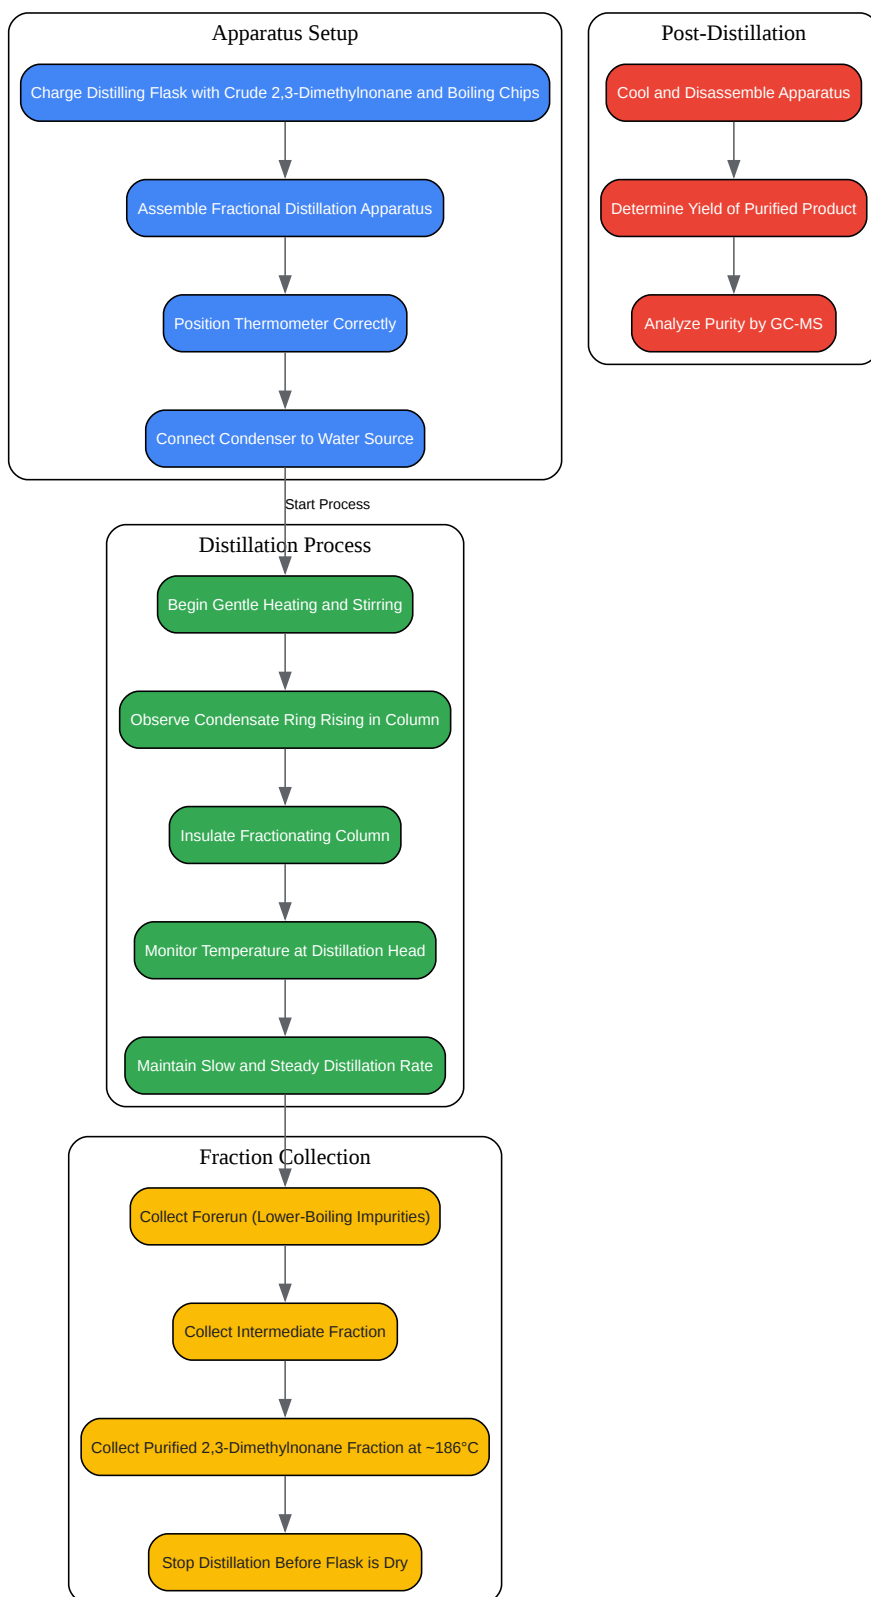 Apparatus Setup
Charge Distilling Flask with Crude 2,3-Dimethylnonane and Boiling Chips
Assemble Fractional Distillation Apparatus
Position Thermometer Correctly
Connect Condenser to Water Source
Start Process
Distillation Process
Begin Gentle Heating and Stirring
Observe Condensate Ring Rising in Column
Insulate Fractionating Column
Monitor Temperature at Distillation Head
Maintain Slow and Steady Distillation Rate
Fraction Collection
Collect Forerun (Lower-Boiling Impurities)
Collect Intermediate Fraction
Collect Purified 2,3-Dimethylnonane Fraction at ~186°C
Stop Distillation Before Flask is Dry
Post-Distillation
Cool and Disassemble Apparatus
Determine Yield of Purified Product
Analyze Purity by GC-MS